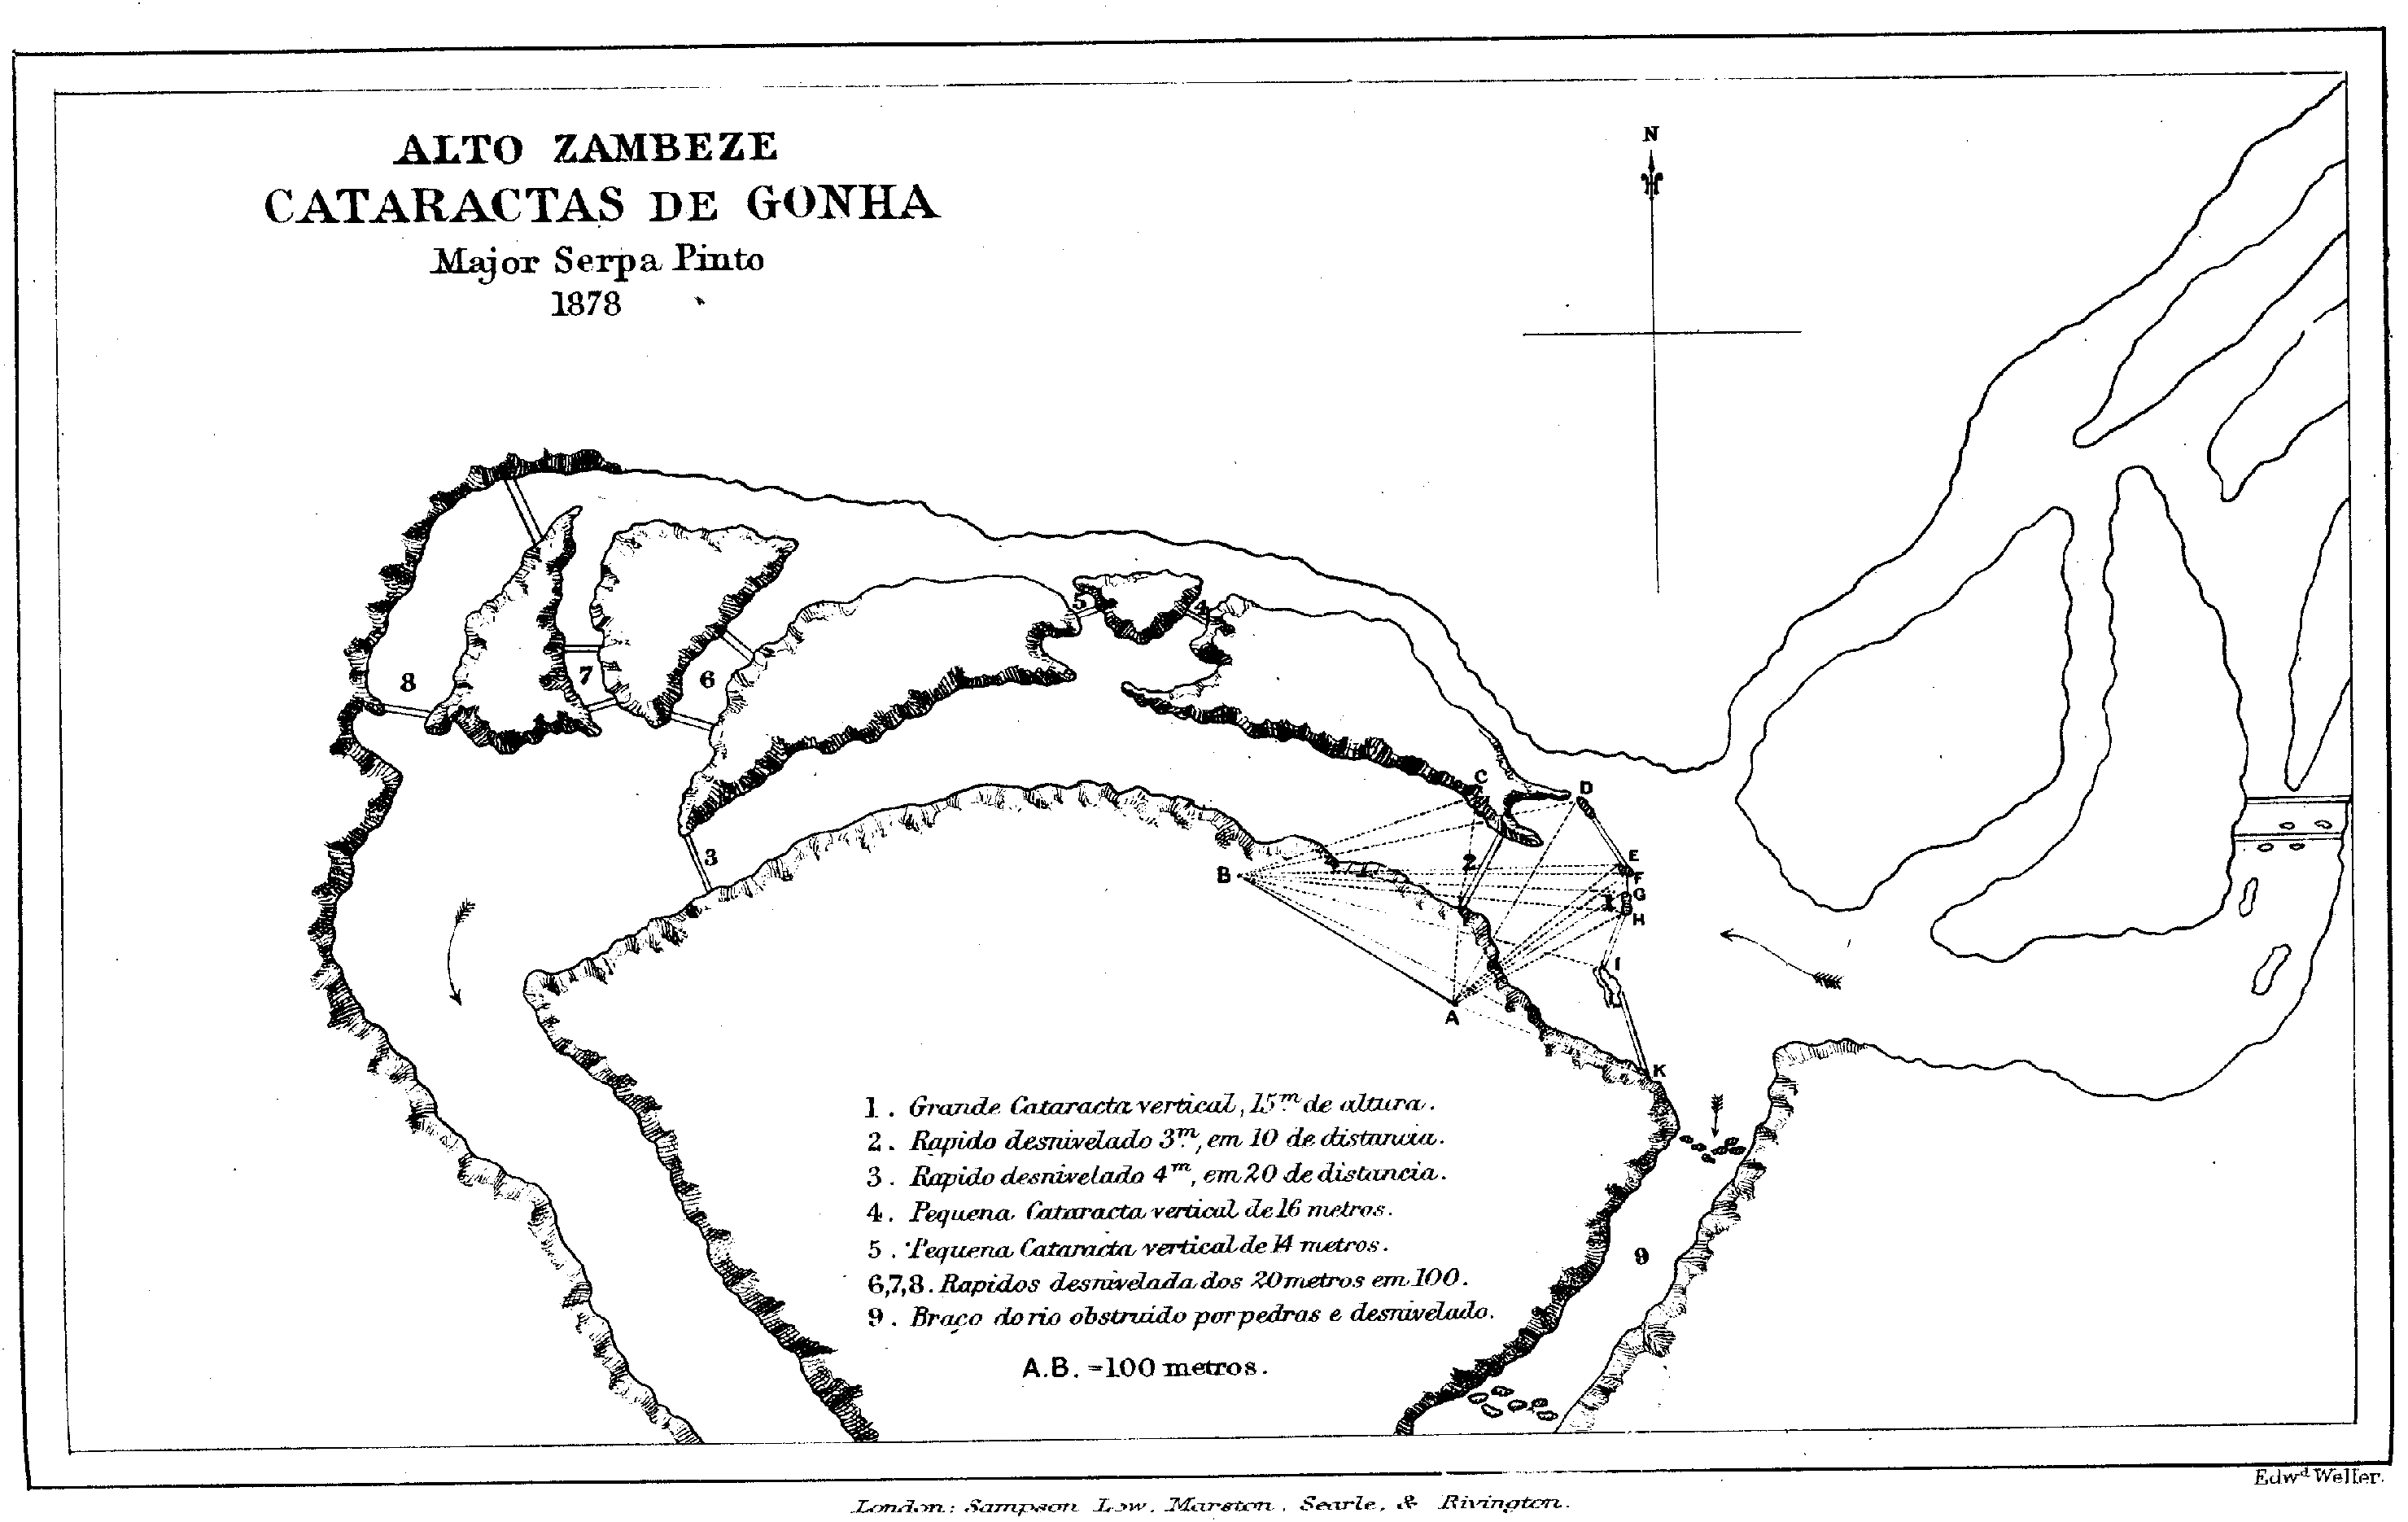 ALTO ZAMBEZE
CATARACTAS DE GONHA
Major Serpa Pinto
1878
N
5
4
8
7
6
3
C
D
2
B
E
F
G
1
H
I
A
K
9
1. Grande Cataracta vertical, 15m de altura.
2. Rapido desnivelado 3m, em 10 de distancia.
3. Rapido desnivelado 4m, em 20 de distancia.
4. Pequena Cataracta vertical de 16 metros.
5. Pequena Cataracta vertical de 14 metros.
6,7,8. Rapidos desnivelada dos 20 metros em 100.
9. Braço do rio obstruido por pedras e desnivelado.
A.B. =100 metros.
Edwd Weller.
London: Sampson Low, Marston, Searle, & Rivington.